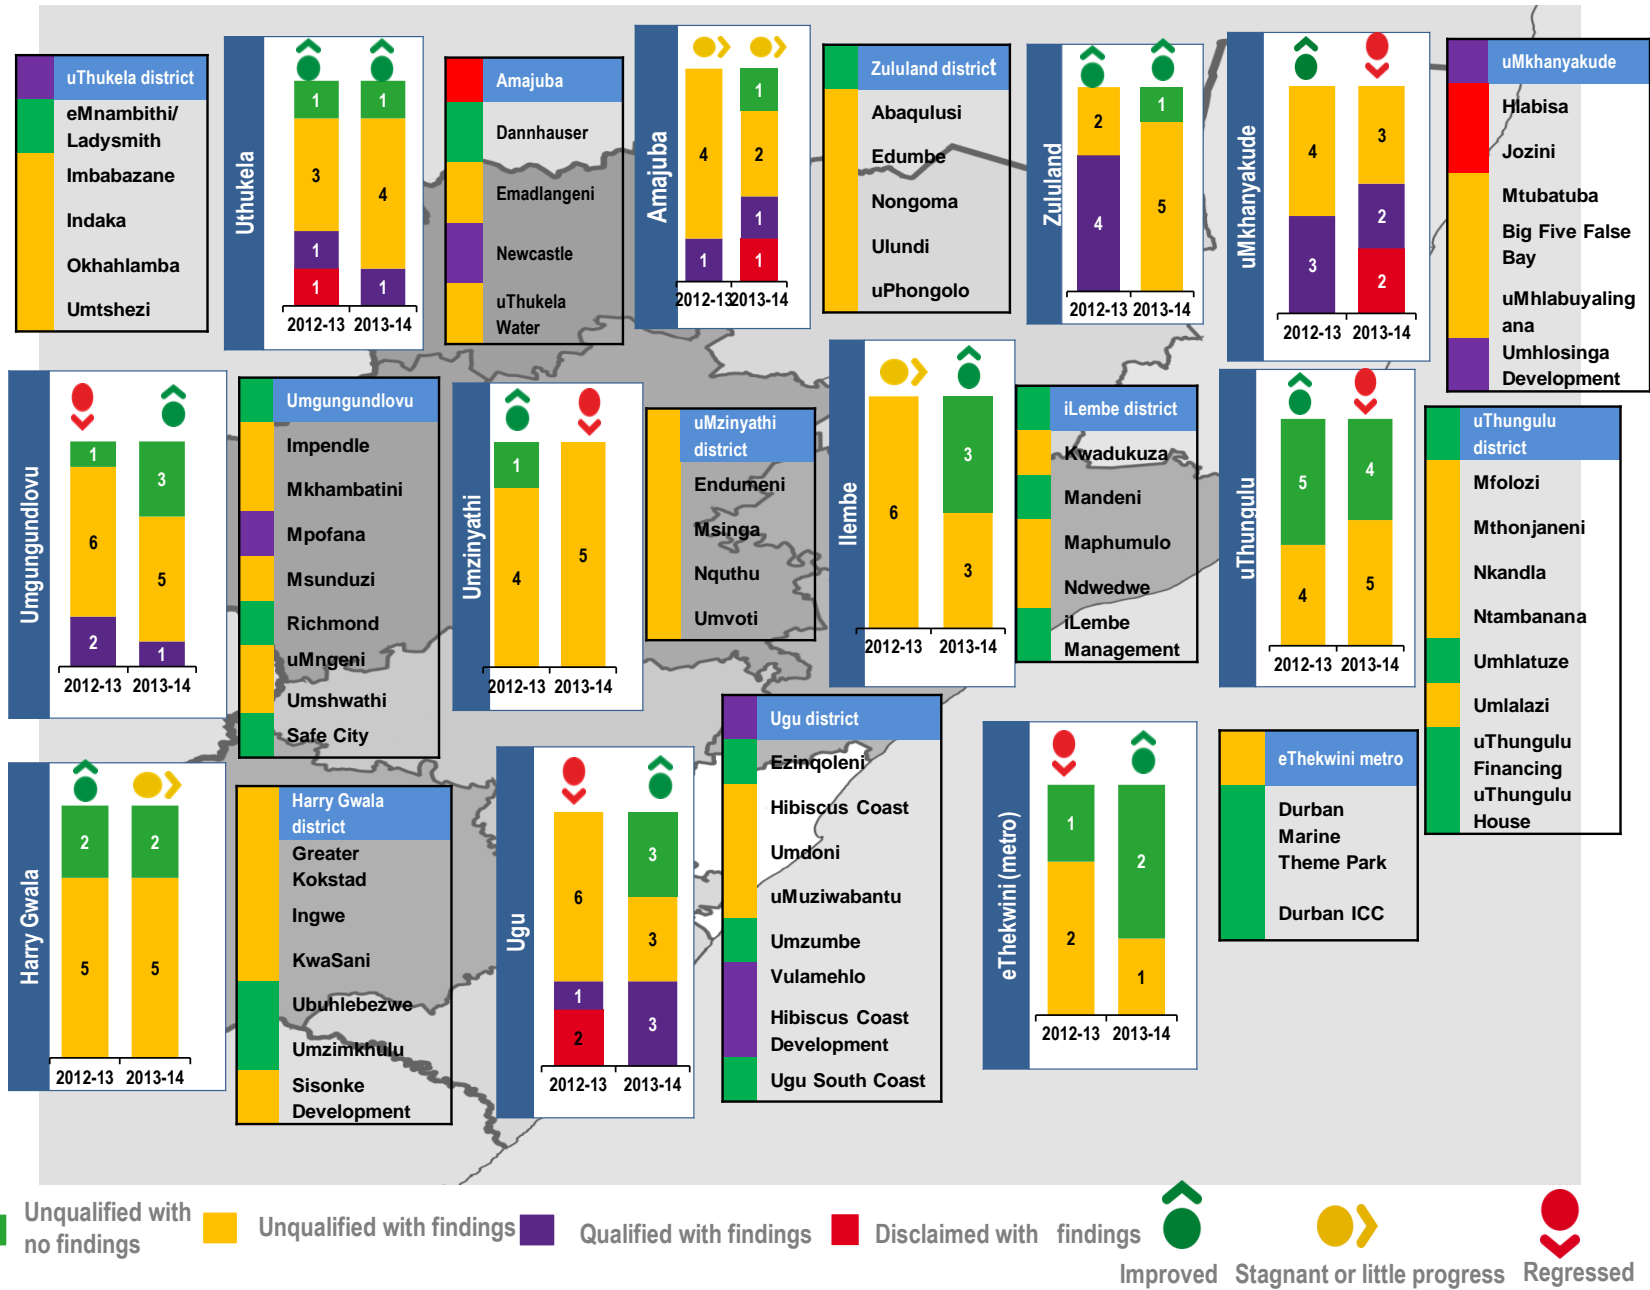 uThukela district
eMnambithi/
Ladysmith
Imbabazane
Indaka
Okhahlamba
Umtshezi
Uthukela
1
3
1
1
1
4
1
2012-13
2013-14
Amajuba
Dannhauser
Emadlangeni
Newcastle
uThukela
Water
Amajuba
4
1
1
2
1
1
2012-13
2013-14
Zululand district
Abaqulusi
Edumbe
Nongoma
Ulundi
uPhongolo
Zululand
2
4
1
5
2012-13
2013-14
uMkhanyakude
4
3
3
2
2
2012-13
2013-14
uMkhanyakude
Hlabisa
Jozini
Mtubatuba
Big Five False
Bay
uMhlabuyaling
ana
Umhlosinga
Development
Umgungundlovu
1
6
2
3
5
1
2012-13
2013-14
Umgungundlovu
Impendle
Mkhambatini
Mpofana
Msunduzi
Richmond
uMngeni
Umshwathi
Safe City
Umzinyathi
1
4
5
2012-13
2013-14
uMzinyathi
district
Endumeni
Msinga
Nquthu
Umvoti
Ilembe
6
3
3
2012-13
2013-14
iLembe district
Kwadukuza
Mandeni
Maphumulo
Ndwedwe
iLembe
Management
uThungulu
5
4
4
5
2012-13
2013-14
uThungulu
district
Mfolozi
Mthonjaneni
Nkandla
Ntambanana
Umhlatuze
Umlalazi
uThungulu
Financing
uThungulu
House
Harry Gwala
2
5
2
5
2012-13
2013-14
Harry Gwala
district
Greater
Kokstad
Ingwe
KwaSani
Ubuhlebezwe
Umzimkhulu
Sisonke
Development
Ugu
6
1
2
3
3
3
2012-13
2013-14
Ugu district
Ezinqoleni
Hibiscus Coast
Umdoni
uMuziwabantu
Umzumbe
Vulamehlo
Hibiscus Coast
Development
Ugu South Coast
eThekwini (metro)
1
2
2
1
2012-13
2013-14
eThekwini metro
Durban
Marine
Theme Park
Durban ICC
Unqualified with
no findings
Unqualified with findings
Qualified with findings
Disclaimed with findings
Improved
Stagnant or little progress
Regressed